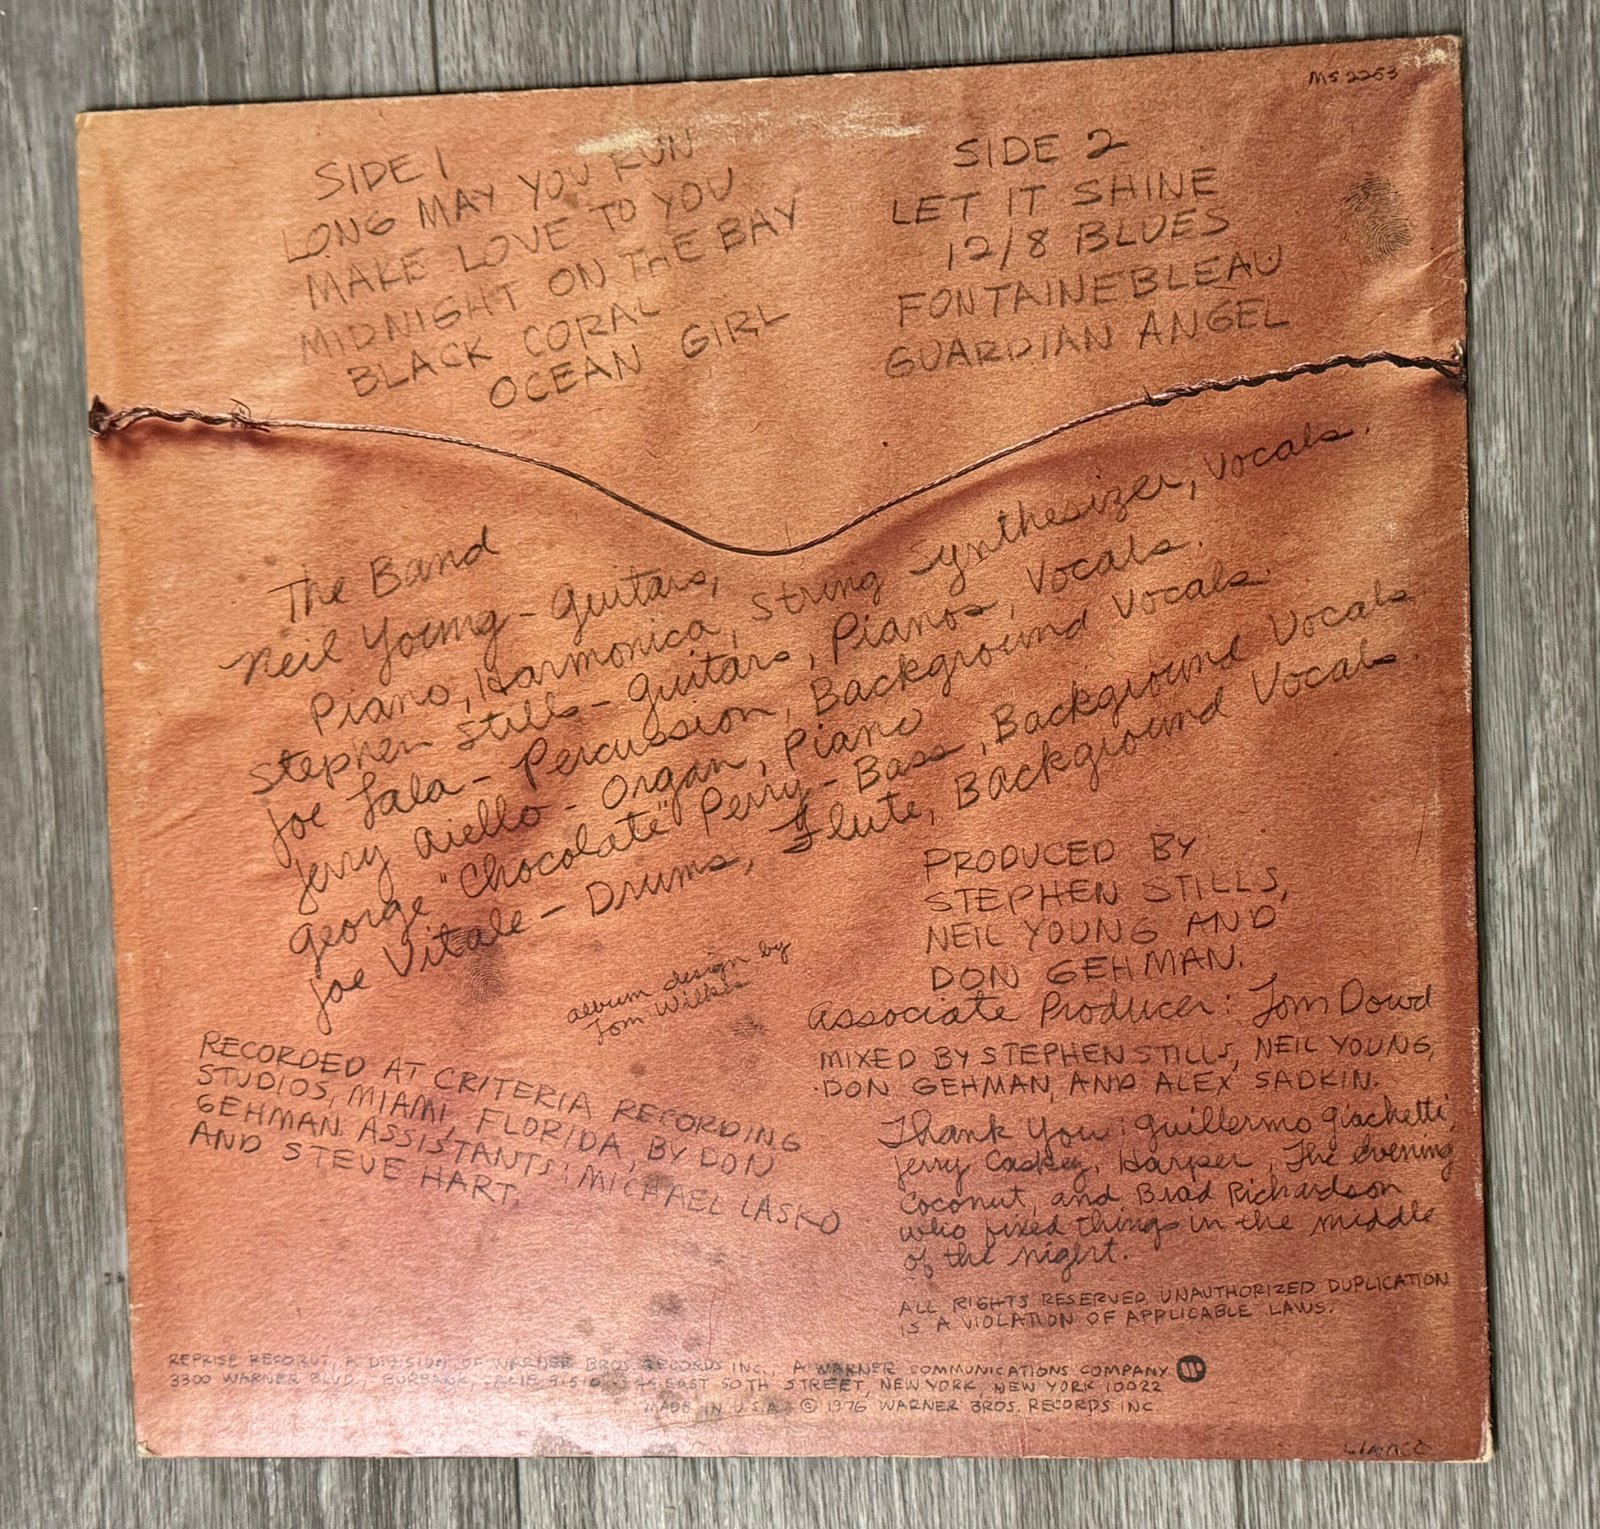 MS 2253
SIDE 1
LONG MAY YOU RUN
MAKE LOVE TO YOU
MIDNIGHT ON THE BAY
BLACK CORAL
OCEAN GIRL
SIDE 2
LET IT SHINE
12/8 BLUES
FONTAINEBLEAU
GUARDIAN ANGEL
The Band
Neil Young - Guitars,
Piano, Harmonica, String Synthesizer, Vocals.
Stephen Stills - Guitars, Pianos, Vocals.
Joe Lala - Percussion, Background Vocals.
Jerry Aiello - Organ, Piano
George "Chocolate" Perry - Bass, Background Vocals
Joe Vitale - Drums, Flute, Background Vocals.
album design by
Tom Wilkes
PRODUCED BY
STEPHEN STILLS,
NEIL YOUNG AND
DON GEHMAN.
Associate Producer: Tom Dowd
MIXED BY STEPHEN STILLS, NEIL YOUNG,
DON GEHMAN, AND ALEX SADKIN.
RECORDED AT CRITERIA RECORDING
STUDIOS, MIAMI, FLORIDA, BY DON
GEHMAN. ASSISTANTS: MICHAEL LASKO
AND STEVE HART.
Thank You: Guillermo Giachetti,
Jerry Caskey, Harper, The Evening
Coconut, and Brad Richardson
who fixed things in the middle
of the night.
ALL RIGHTS RESERVED UNAUTHORIZED DUPLICATION
IS A VIOLATION OF APPLICABLE LAWS.
REPRISE RECORDS, A DIVISION OF WARNER BROS. RECORDS INC., A WARNER COMMUNICATIONS COMPANY
3300 WARNER BLVD., BURBANK, CALIF. 91510 · 44 EAST 50TH STREET, NEW YORK, NEW YORK 10022
MADE IN U.S.A. © 1976 WARNER BROS. RECORDS INC.